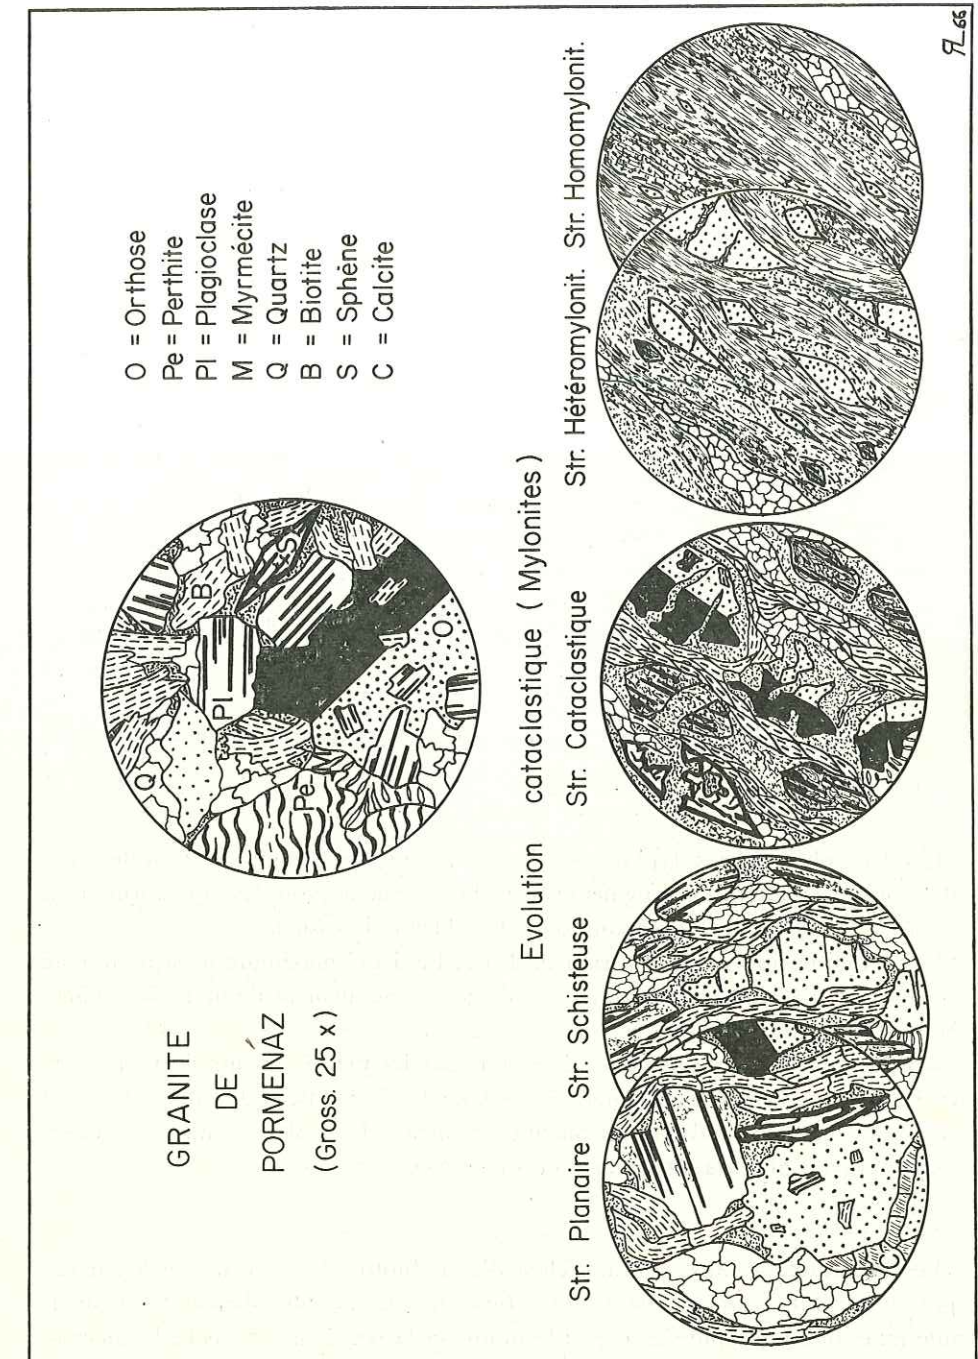 GRANITE
DE
PORMENAZ
(Gross. 25 x)
Q
B
Pl
S
Pe
O
O = Orthose
Pe = Perthite
Pl = Plagioclase
M = Myrmécite
Q = Quartz
B = Biotite
S = Sphène
C = Calcite
Evolution cataclastique (Mylonites)
Str. Planaire Str. Schisteuse Str. Cataclastique Str. Hétéromylonit. Str. Homomylonit.
C
66